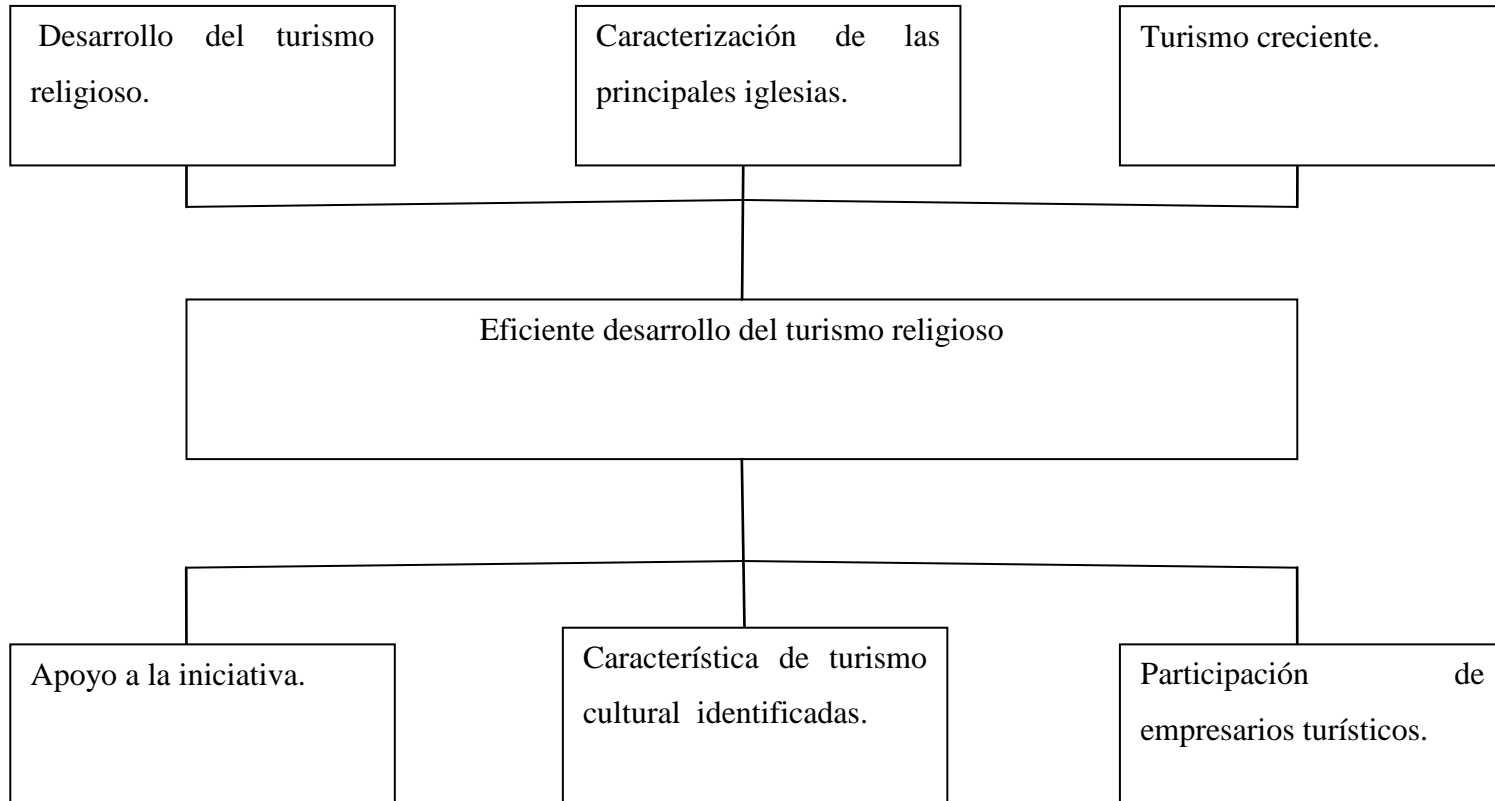 Desarrollo del turismo
religioso.
Caracterización de las
principales iglesias.
Turismo creciente.
Eficiente desarrollo del turismo religioso
Apoyo a la iniciativa.
Característica de turismo
cultural identificadas.
Participación de
empresarios turísticos.